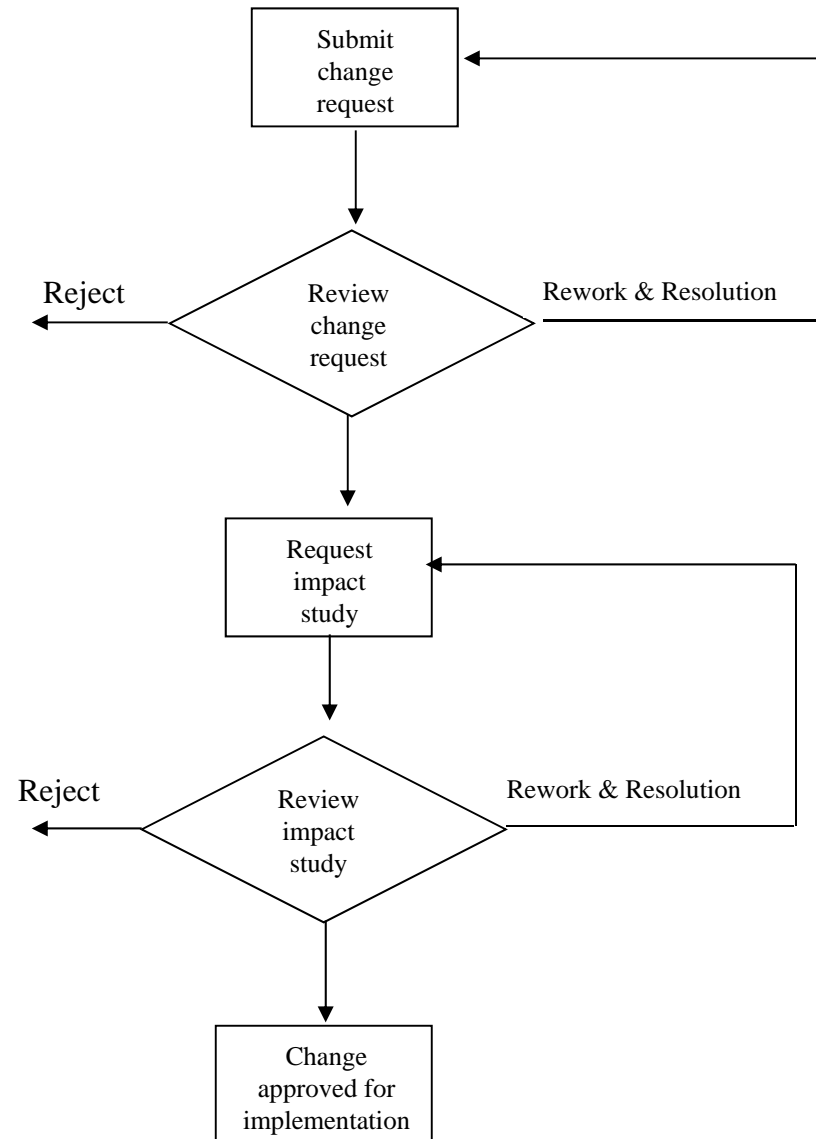 Submit
change
request
Reject
Review
change
request
Rework & Resolution
Request
impact
study
Reject
Review
impact
study
Rework & Resolution
Change
approved for
implementation